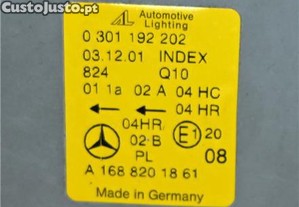 CustoJusto.pt
AL Automotive Lighting
0 301 192 202
03.12.01 INDEX
824 Q10
01 1a 02 A 04 HC
04 HR
04HR E1 20
02-B
PL 08
A 168 820 18 61
Made in Germany